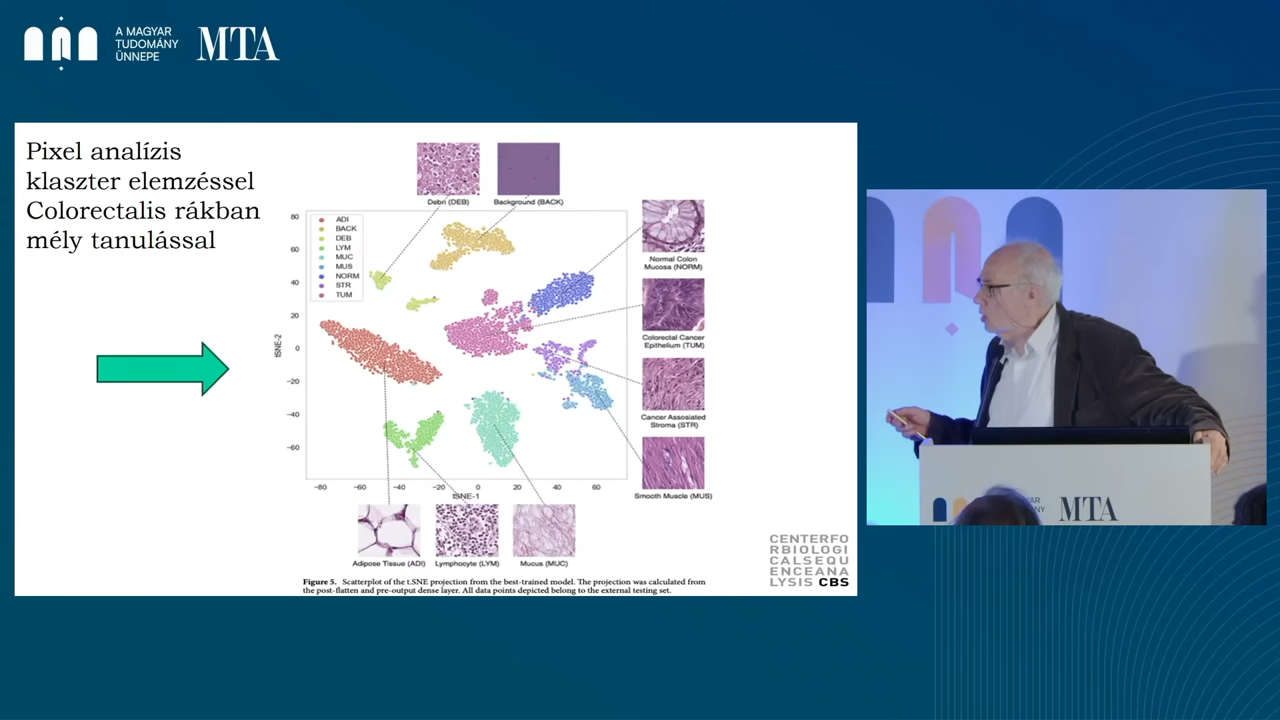 A MAGYAR
TUDOMÁNY
ÜNNEPE
MTA
Pixel analízis
klaszter elemzéssel
Colorectalis rákban
mély tanulással
Debri (DEB)
Background (BACK)
ADI
BACK
DEB
LYM
MUC
MUS
NORM
STR
TUM
80
60
40
20
0
−20
−40
−60
tSNE-2
−80
−60
−40
−20
0
20
40
60
tSNE-1
Normal Colon
Mucosa (NORM)
Colorectal Cancer
Epithelium (TUM)
Cancer Assosiated
Stroma (STR)
Smooth Muscle (MUS)
Adipose Tissue (ADI)
Lymphocyte (LYM)
Mucus (MUC)
Figure 5. Scatterplot of the t.SNE projection from the best-trained model. The projection was calculated from
the post-flatten and pre-output dense layer. All data points depicted belong to the external testing set.
CENTERFO
RBIOLOGI
CALSEQU
ENCEANA
LYSIS CBS
MTA